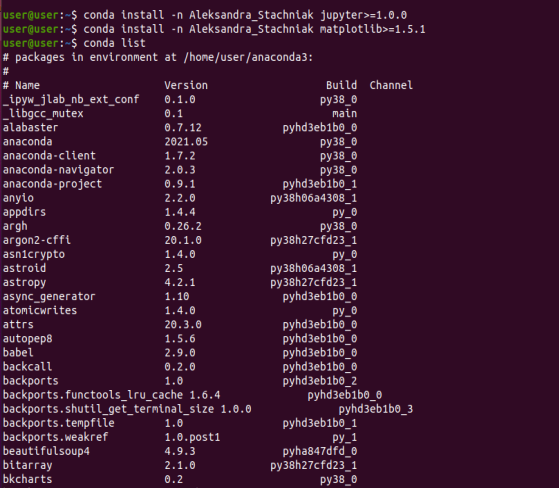 user@user:~$ conda install -n Aleksandra_Stachniak jupyter>=1.0.0
user@user:~$ conda install -n Aleksandra_Stachniak matplotlib>=1.5.1
user@user:~$ conda list
# packages in environment at /home/user/anaconda3:
#
# Name Version Build Channel
_ipyw_jlab_nb_ext_conf 0.1.0 py38_0
_libgcc_mutex 0.1 main
alabaster 0.7.12 pyhd3eb1b0_0
anaconda 2021.05 py38_0
anaconda-client 1.7.2 py38_0
anaconda-navigator 2.0.3 py38_0
anaconda-project 0.9.1 pyhd3eb1b0_1
anyio 2.2.0 py38h06a4308_1
appdirs 1.4.4 py_0
argh 0.26.2 py38_0
argon2-cffi 20.1.0 py38h27cfd23_1
asn1crypto 1.4.0 py_0
astroid 2.5 py38h06a4308_1
astropy 4.2.1 py38h27cfd23_1
async_generator 1.10 pyhd3eb1b0_0
atomicwrites 1.4.0 py_0
attrs 20.3.0 pyhd3eb1b0_0
autopep8 1.5.6 pyhd3eb1b0_0
babel 2.9.0 pyhd3eb1b0_0
backcall 0.2.0 pyhd3eb1b0_0
backports 1.0 pyhd3eb1b0_2
backports.functools_lru_cache 1.6.4 pyhd3eb1b0_0
backports.shutil_get_terminal_size 1.0.0 pyhd3eb1b0_3
backports.tempfile 1.0 pyhd3eb1b0_1
backports.weakref 1.0.post1 py_1
beautifulsoup4 4.9.3 pyha847dfd_0
bitarray 2.1.0 py38h27cfd23_1
bkcharts 0.2 py38_0